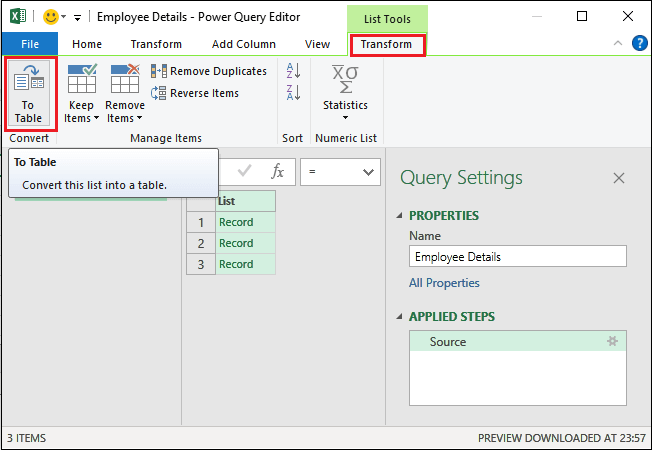 Employee Details - Power Query Editor
List Tools
File Home Transform Add Column View Transform
To Table
Keep Items
Remove Items
Remove Duplicates
Reverse Items
A Z
Z A
Statistics
Convert Manage Items Sort Numeric List
To Table
Convert this list into a table.
fx =
List
1 Record
2 Record
3 Record
Query Settings
PROPERTIES
Name
Employee Details
All Properties
APPLIED STEPS
Source
3 ITEMS PREVIEW DOWNLOADED AT 23:57